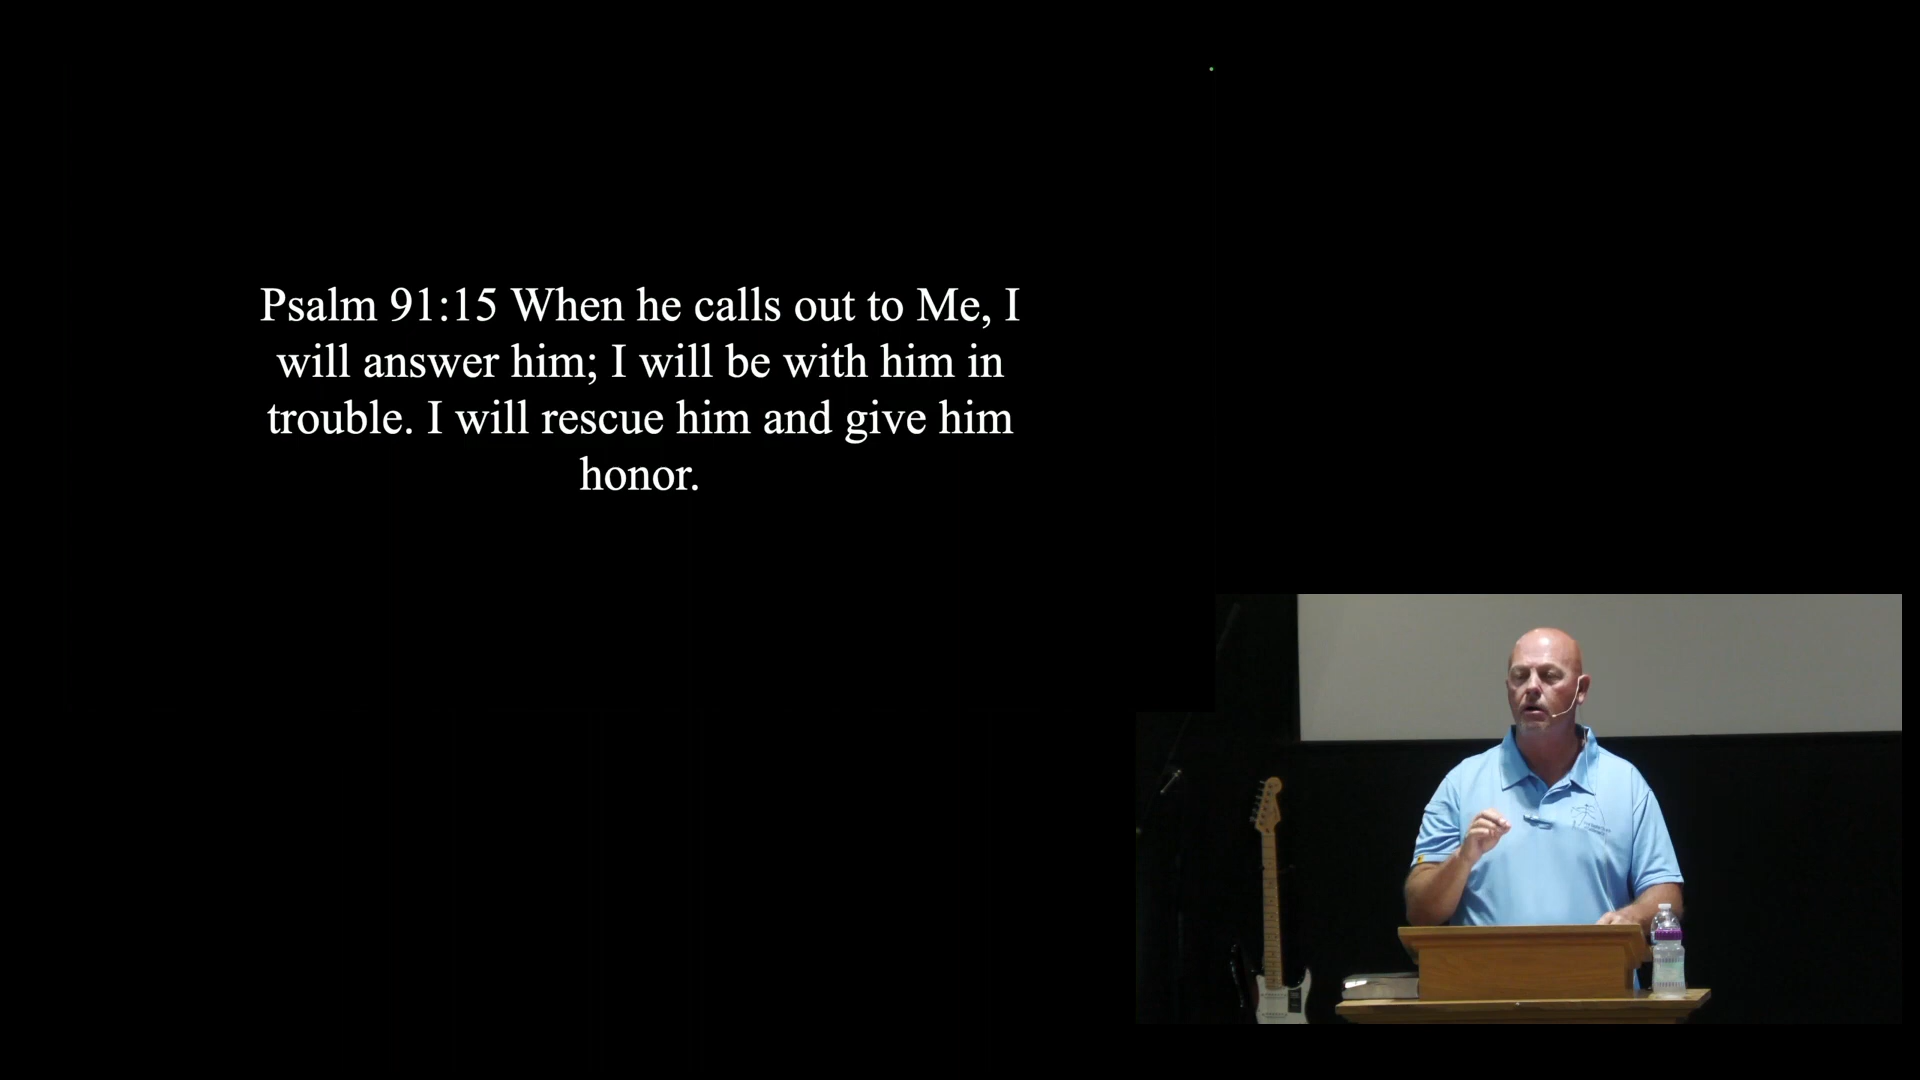 Psalm 91:15 When he calls out to Me, I
will answer him; I will be with him in
trouble. I will rescue him and give him
honor.